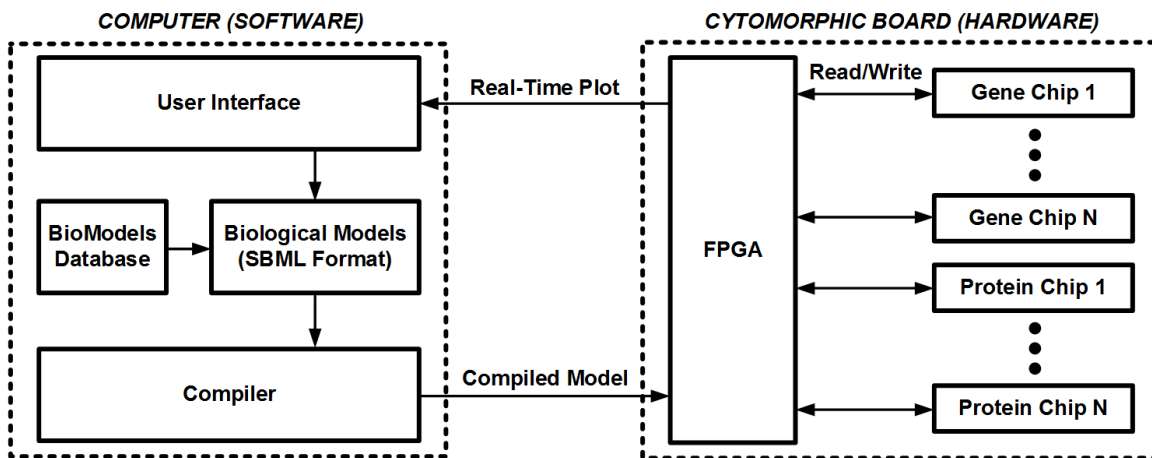 COMPUTER (SOFTWARE)
CYTOMORPHIC BOARD (HARDWARE)
User Interface
Real-Time Plot
Read/Write
Gene Chip 1
BioModels
Database
Biological Models
(SBML Format)
FPGA
Gene Chip N
Protein Chip 1
Compiler
Compiled Model
Protein Chip N